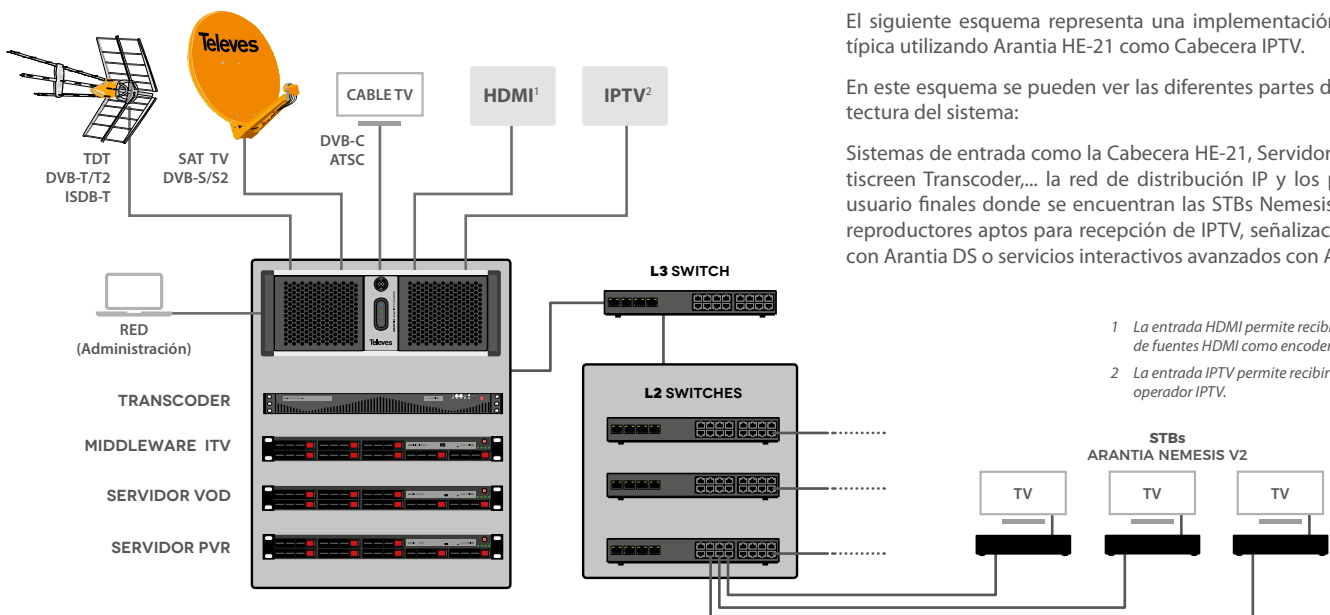 Televes
CABLE TV
HDMI1
IPTV2
DVB-C
ATSC
TDT
DVB-T/T2
ISDB-T
SAT TV
DVB-S/S2
RED
(Administración)
Televes
TRANSCODER
MIDDLEWARE ITV
SERVIDOR VOD
SERVIDOR PVR
L3 SWITCH
L2 SWITCHES
El siguiente esquema representa una implementación
típica utilizando Arantia HE-21 como Cabecera IPTV.
En este esquema se pueden ver las diferentes partes d
tectura del sistema:
Sistemas de entrada como la Cabecera HE-21, Servidor
tiscreen Transcoder,... la red de distribución IP y los p
usuario finales donde se encuentran las STBs Nemesis
reproductores aptos para recepción de IPTV, señalizac
con Arantia DS o servicios interactivos avanzados con A
1 La entrada HDMI permite recibi
de fuentes HDMI como encoder
2 La entrada IPTV permite recibir
operador IPTV.
STBs
ARANTIA NEMESIS V2
TV
TV
TV